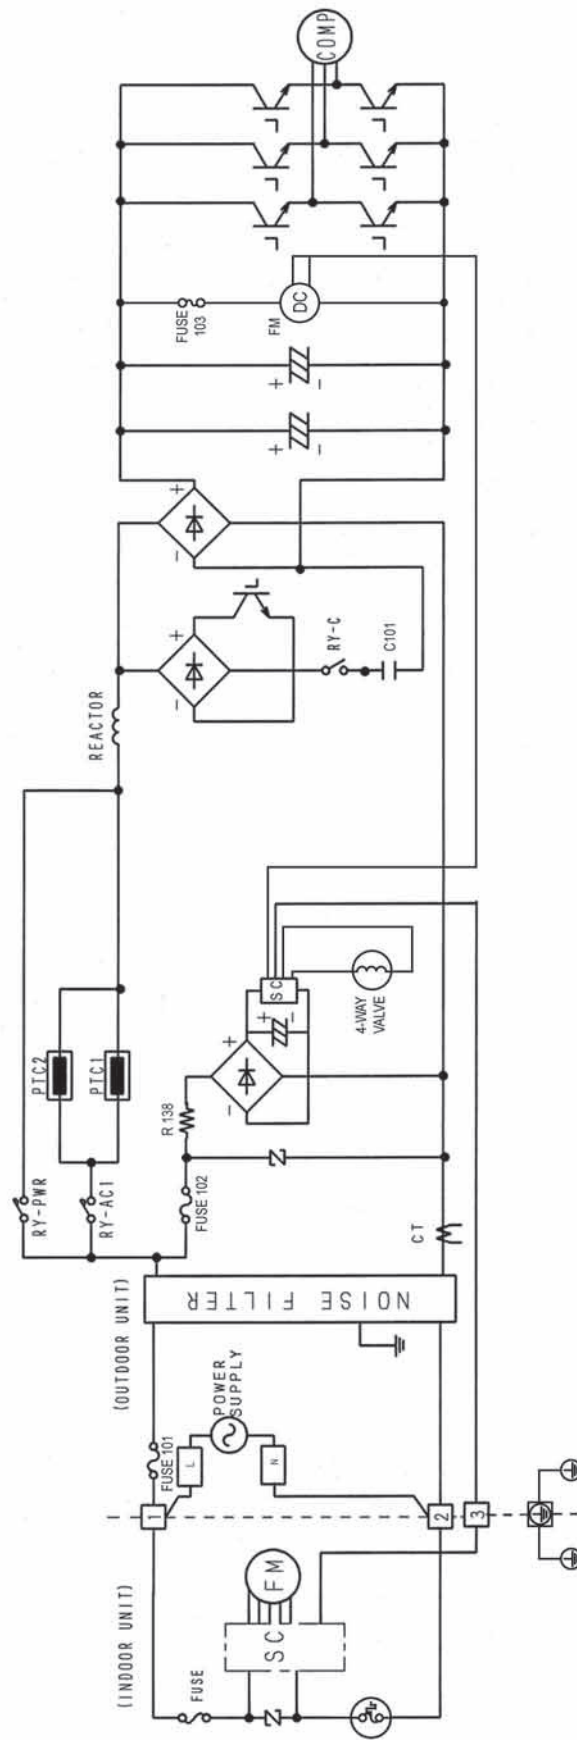 (INDOOR UNIT)
FUSE
SC
FM
1
2
3
(OUTDOOR UNIT)
FUSE 101
L
N
POWER
SUPPLY
NOISE FILTER
CT
RY-PWR
RY-AC1
FUSE 102
R 138
PTC2
PTC1
+
-
+
-
SC
4-WAY
VALVE
REACTOR
-
+
RY-C
C101
-
+
+
-
+
-
FUSE
103
FM
DC
COMP